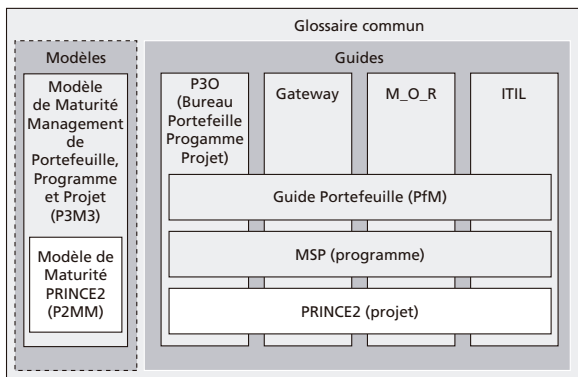 Glossaire commun
Modèles
Modèle
de Maturité
Management
de
Portefeuille,
Programme
et Projet
(P3M3)
Modèle de
Maturité
PRINCE2
(P2MM)
Guides
P3O
(Bureau
Portefeille
Progamme
Projet)
Gateway
M_O_R
ITIL
Guide Portefeuille (PfM)
MSP (programme)
PRINCE2 (projet)